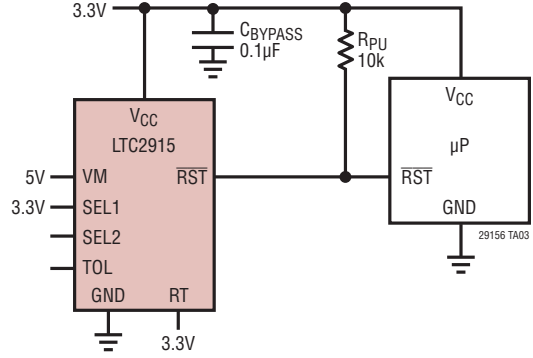 3.3V
CBYPASS
0.1µF
RPU
10k
VCC
LTC2915
VCC
µP
5V
VM
RST
RST
3.3V
SEL1
SEL2
GND
29156 TA03
TOL
GND
RT
3.3V